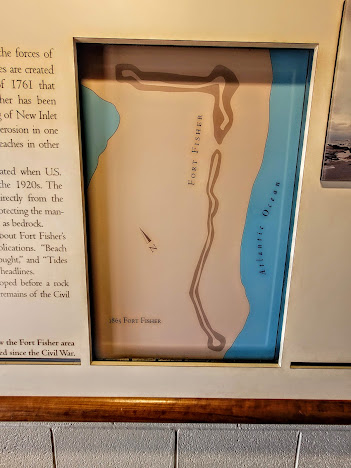 the forces of
es are created
of 1761 that
her has been
g of New Inlet
erosion in one
eaches in other
ated when U.S.
the 1920s. The
irectly from the
otecting the man-
as bedrock.
bout Fort Fisher's
plications. "Beach
ought," and "Tides
headlines.
oped before a rock
remains of the Civil
w the Fort Fisher area
ed since the Civil War.
Fort Fisher
Atlantic Ocean
N
1865 Fort Fisher